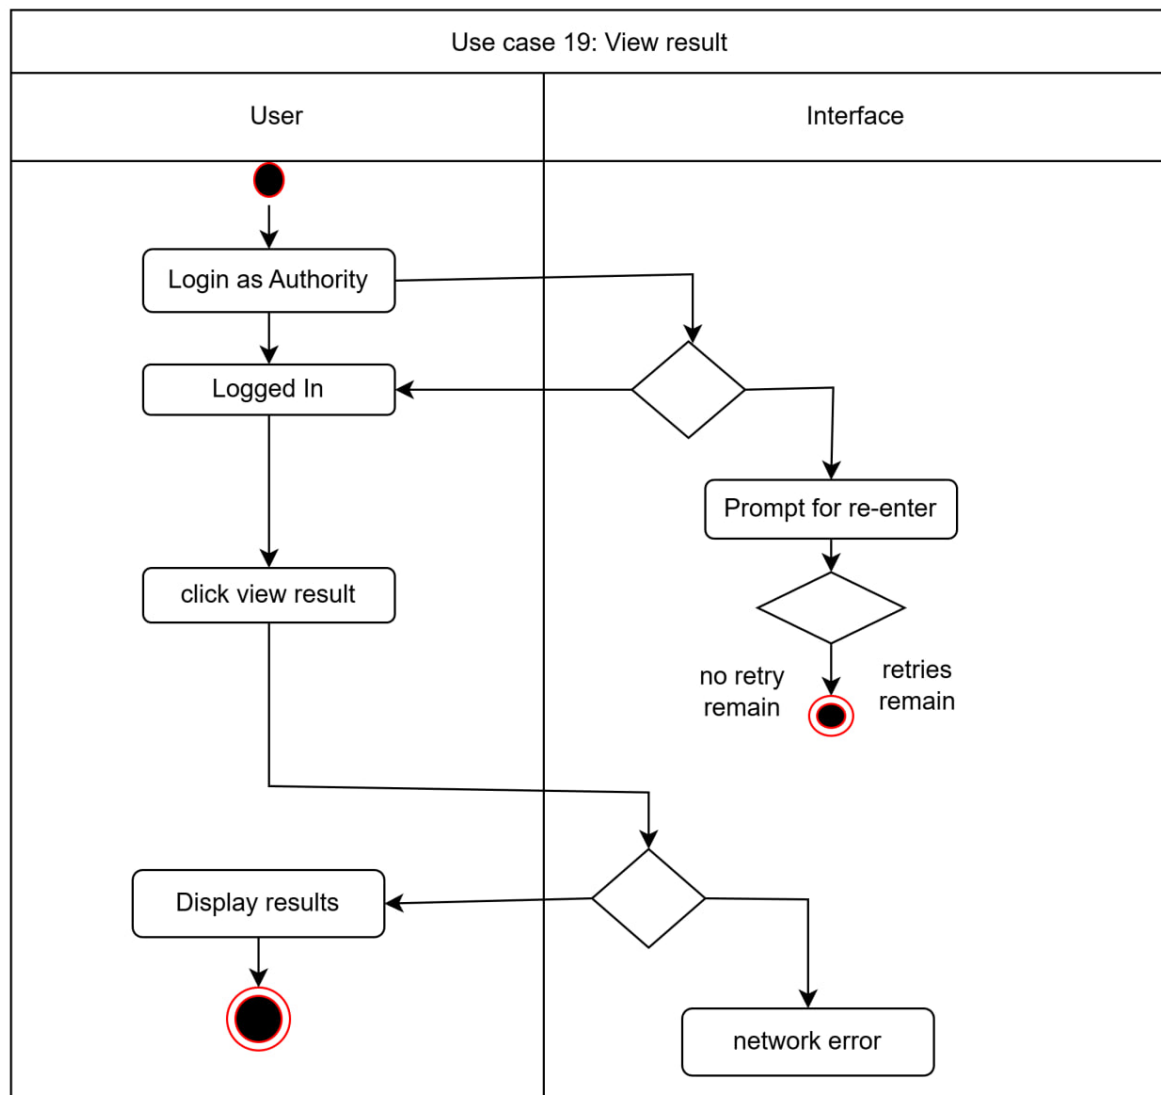 Use case 19: View result
User
Interface
Login as Authority
Logged In
Prompt for re-enter
click view result
no retry
remain
retries
remain
Display results
network error